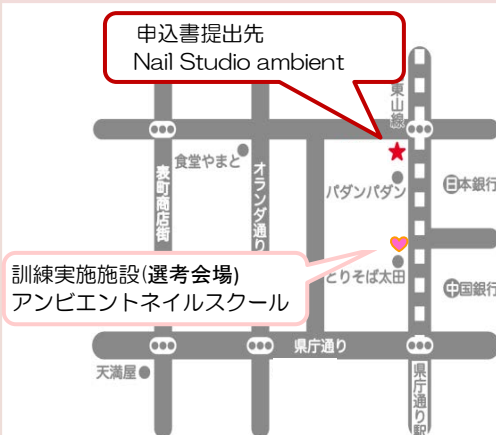 申込書提出先
Nail Studio ambient
東山線
食堂やまと
表町商店街
オランダ通り
パダンパダン
日本銀行
訓練実施施設(選考会場)
アンビエントネイルスクール
とりそば太田
中国銀行
県庁通り
天満屋
県庁通り駅